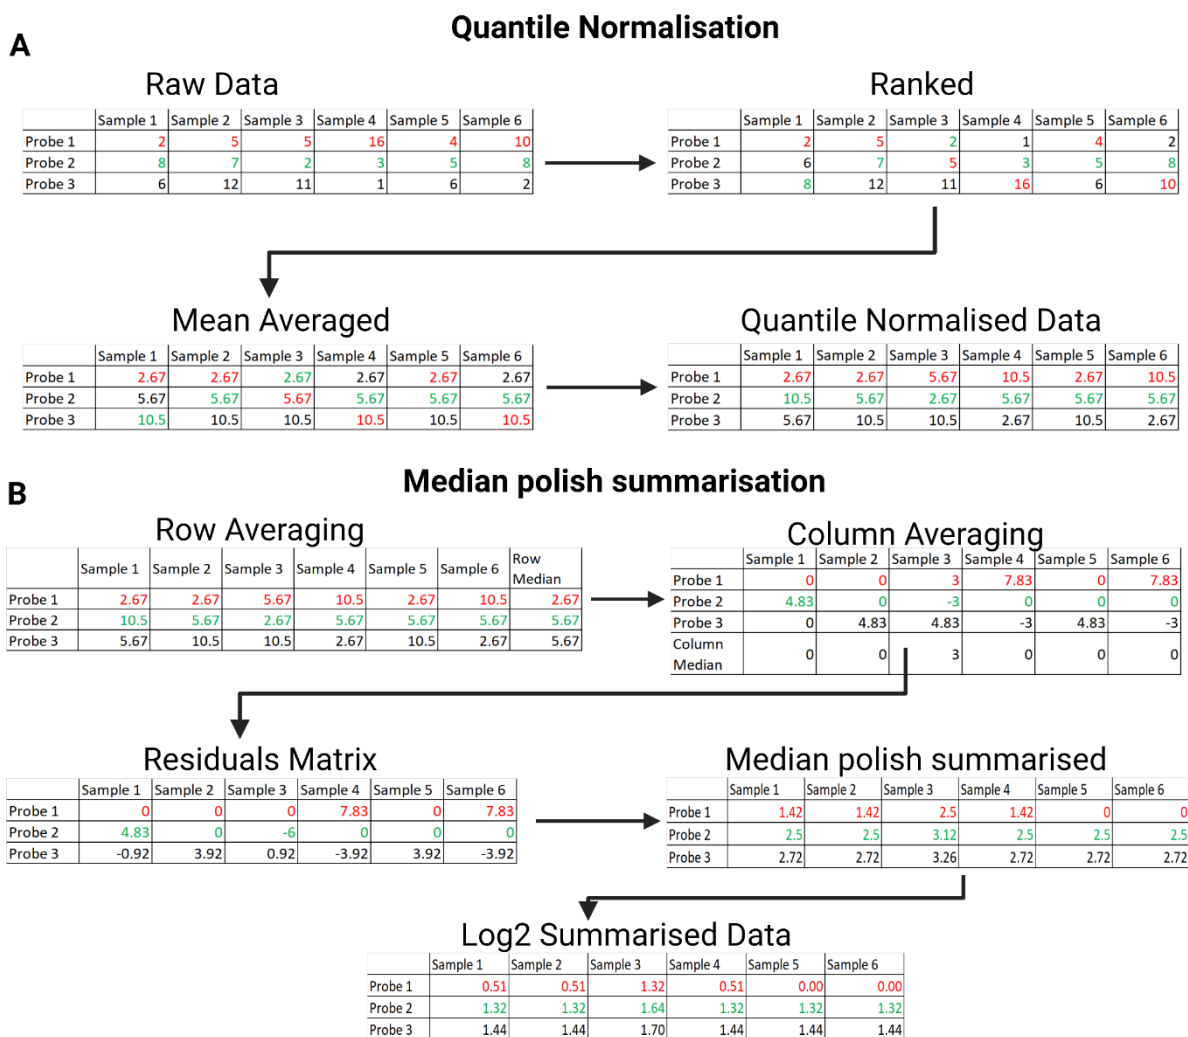 Quantile Normalisation
A
Raw Data
Sample 1 Sample 2 Sample 3 Sample 4 Sample 5 Sample 6
Probe 1 2 5 5 16 4 10
Probe 2 8 7 2 3 5 8
Probe 3 6 12 11 1 6 2
Ranked
Sample 1 Sample 2 Sample 3 Sample 4 Sample 5 Sample 6
Probe 1 2 5 2 1 4 2
Probe 2 6 7 5 3 5 8
Probe 3 8 12 11 16 6 10
Mean Averaged
Sample 1 Sample 2 Sample 3 Sample 4 Sample 5 Sample 6
Probe 1 2.67 2.67 2.67 2.67 2.67 2.67
Probe 2 5.67 5.67 5.67 5.67 5.67 5.67
Probe 3 10.5 10.5 10.5 10.5 10.5 10.5
Quantile Normalised Data
Sample 1 Sample 2 Sample 3 Sample 4 Sample 5 Sample 6
Probe 1 2.67 2.67 5.67 10.5 2.67 10.5
Probe 2 10.5 5.67 2.67 5.67 5.67 5.67
Probe 3 5.67 10.5 10.5 2.67 10.5 2.67
Median polish summarisation
B
Row Averaging
Sample 1 Sample 2 Sample 3 Sample 4 Sample 5 Sample 6 Row
Median
Probe 1 2.67 2.67 5.67 10.5 2.67 10.5 2.67
Probe 2 10.5 5.67 2.67 5.67 5.67 5.67 5.67
Probe 3 5.67 10.5 10.5 2.67 10.5 2.67 5.67
Column Averaging
Sample 1 Sample 2 Sample 3 Sample 4 Sample 5 Sample 6
Probe 1 0 0 3 7.83 0 7.83
Probe 2 4.83 0 -3 0 0 0
Probe 3 0 4.83 4.83 -3 4.83 -3
Column
Median 0 0 3 0 0 0
Residuals Matrix
Sample 1 Sample 2 Sample 3 Sample 4 Sample 5 Sample 6
Probe 1 0 0 0 7.83 0 7.83
Probe 2 4.83 0 -6 0 0 0
Probe 3 -0.92 3.92 0.92 -3.92 3.92 -3.92
Median polish summarised
Sample 1 Sample 2 Sample 3 Sample 4 Sample 5 Sample 6
Probe 1 1.42 1.42 2.5 1.42 0 0
Probe 2 2.5 2.5 3.12 2.5 2.5 2.5
Probe 3 2.72 2.72 3.26 2.72 2.72 2.72
Log2 Summarised Data
Sample 1 Sample 2 Sample 3 Sample 4 Sample 5 Sample 6
Probe 1 0.51 0.51 1.32 0.51 0.00 0.00
Probe 2 1.32 1.32 1.64 1.32 1.32 1.32
Probe 3 1.44 1.44 1.70 1.44 1.44 1.44